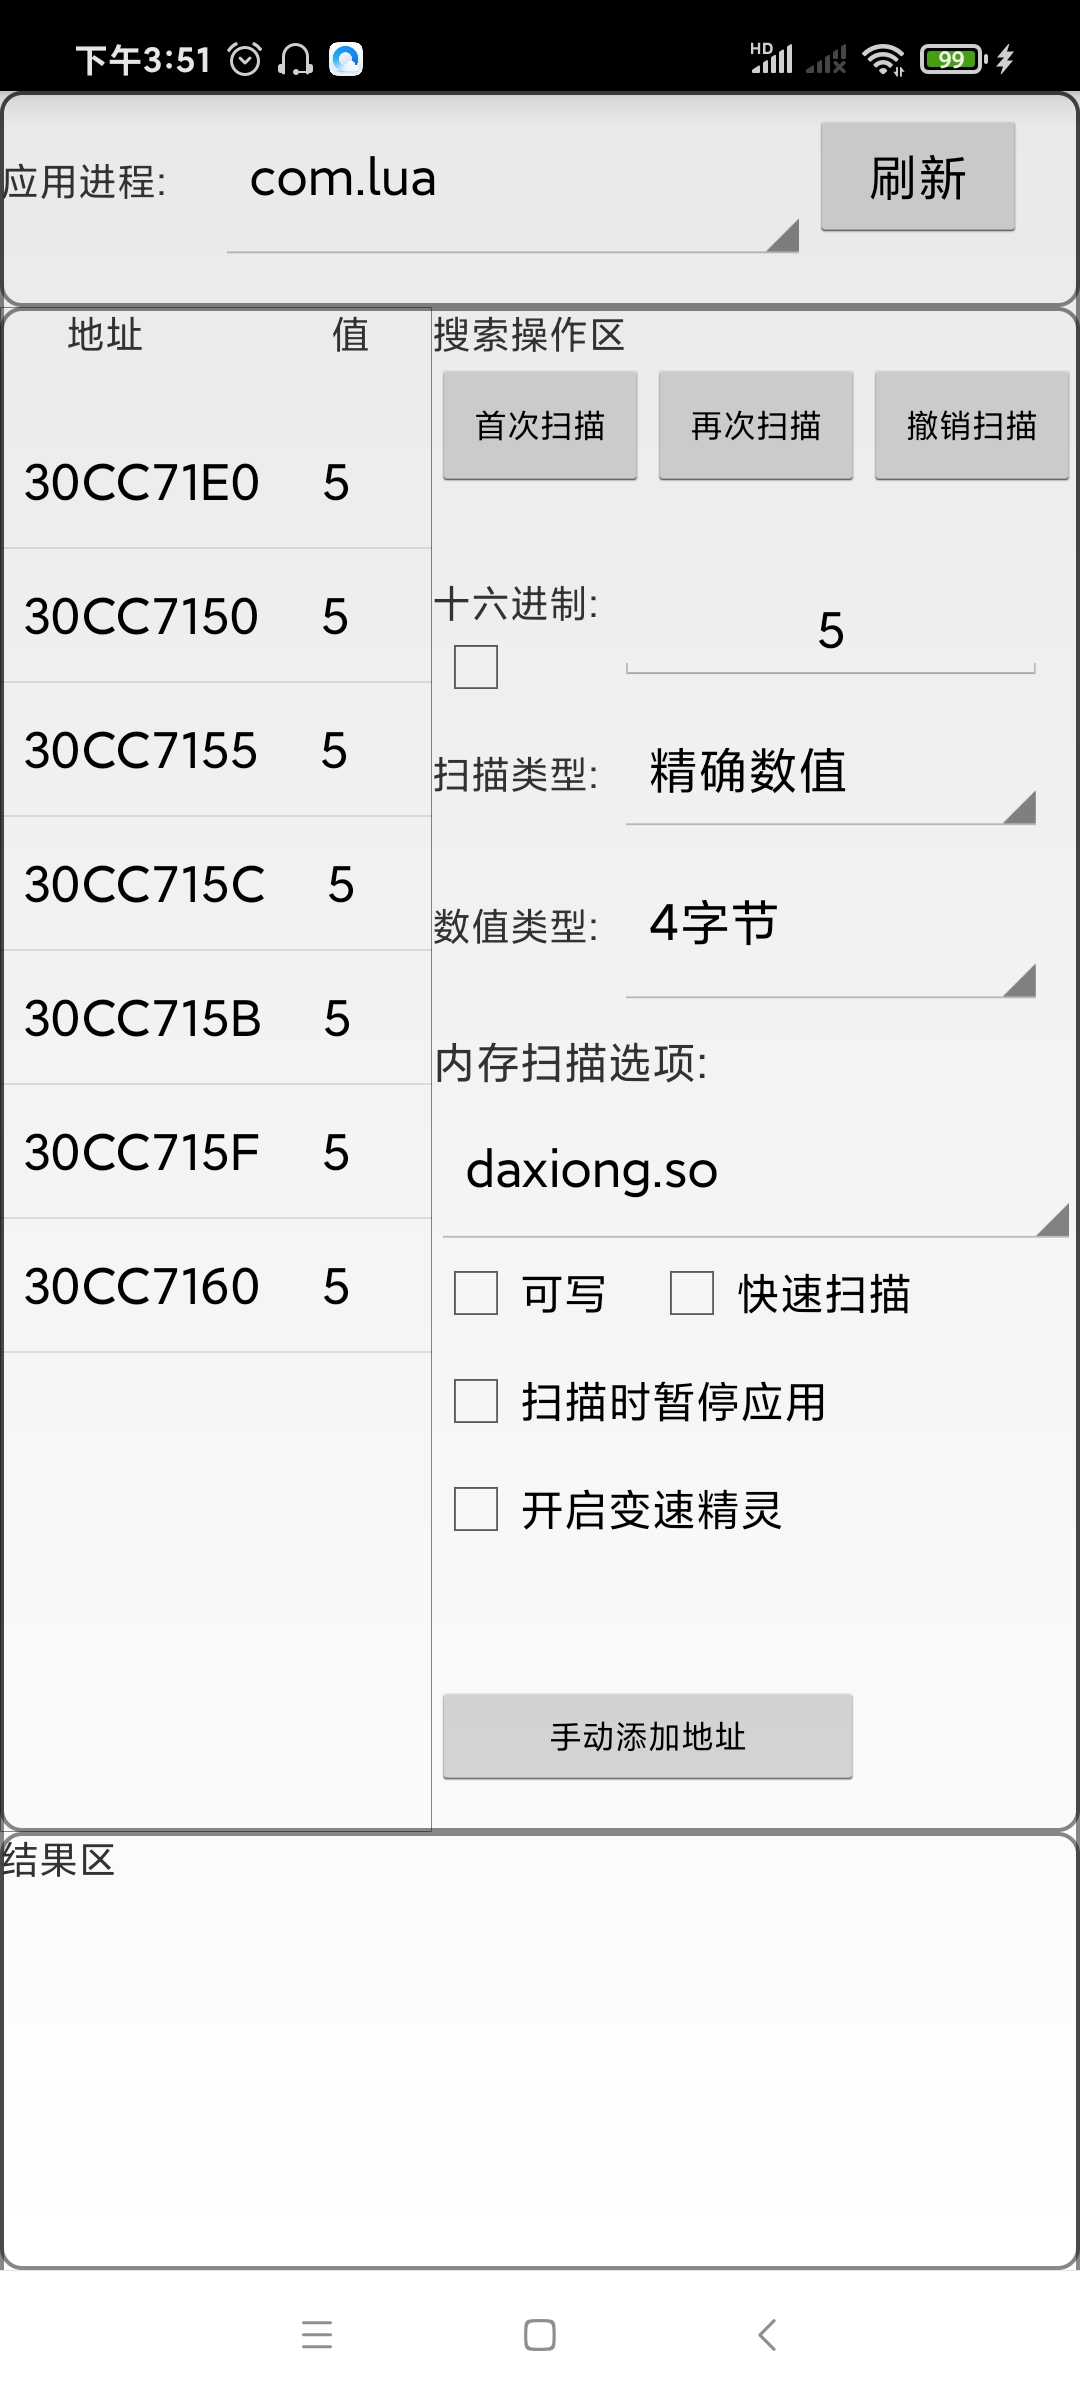 下午3:51 HD 99
应用进程: com.lua 刷新
地址 值 搜索操作区
首次扫描 再次扫描 撤销扫描
30CC71E0 5
30CC7150 5
30CC7155 5
30CC715C 5
30CC715B 5
30CC715F 5
30CC7160 5
十六进制: 5
扫描类型: 精确数值
数值类型: 4字节
内存扫描选项:
daxiong.so
可写 快速扫描
扫描时暂停应用
开启变速精灵
手动添加地址
结果区